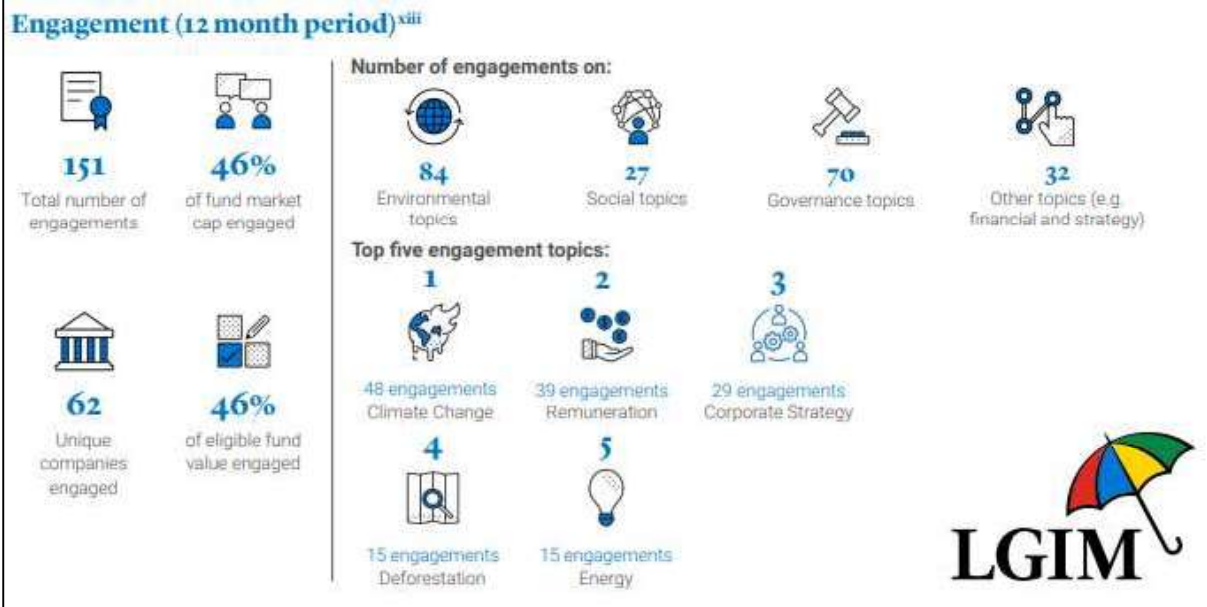 Engagement (12 month period)xiii
151
Total number of
engagements
46%
of fund market
cap engaged
62
Unique
companies
engaged
46%
of eligible fund
value engaged
Number of engagements on:
84
Environmental
topics
27
Social topics
70
Governance topics
32
Other topics (e.g.
financial and strategy)
Top five engagement topics:
1
48 engagements
Climate Change
2
39 engagements
Remuneration
3
29 engagements
Corporate Strategy
4
15 engagements
Deforestation
5
15 engagements
Energy
LGIM